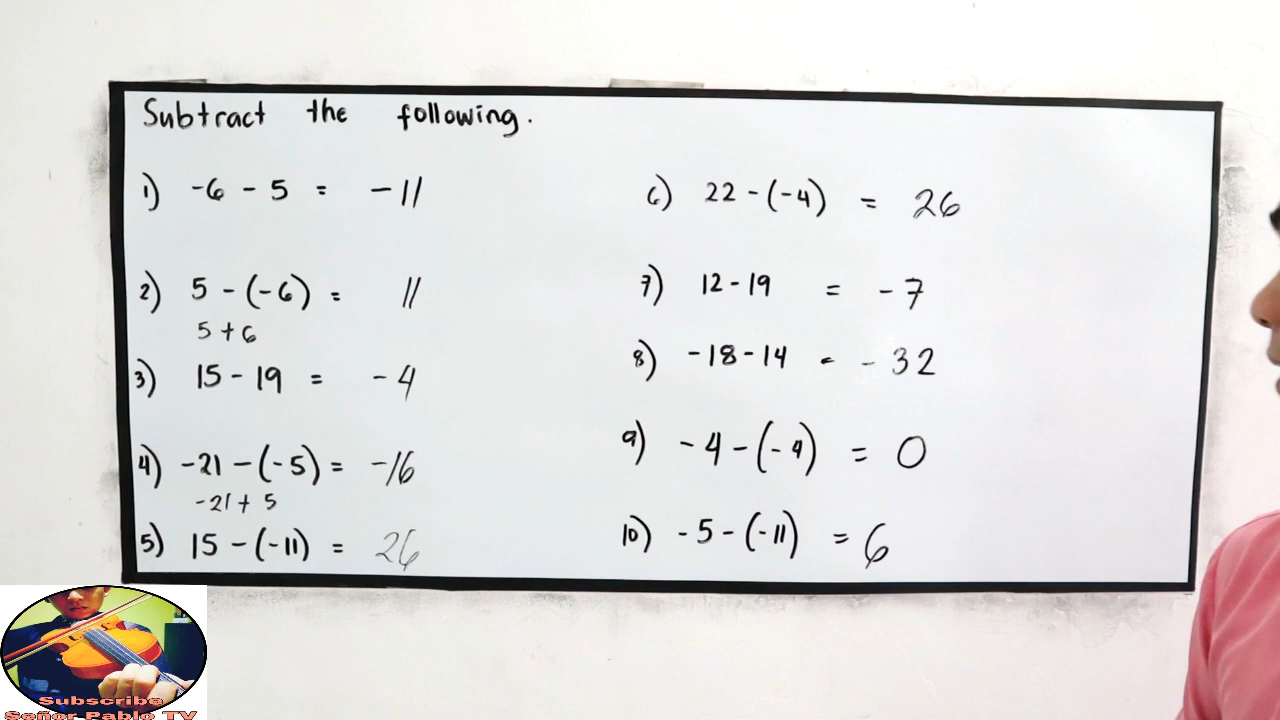 Subtract the following.
1) -6 - 5 = -11
2) 5 - (-6) = 11
5 + 6
3) 15 - 19 = -4
4) -21 - (-5) = -16
-21 + 5
5) 15 - (-11) = 26
6) 22 - (-4) = 26
7) 12 - 19 = -7
8) -18 - 14 = -32
9) -4 - (-4) = 0
10) -5 - (-11) = 6
Subscribe
Señor Pablo TV